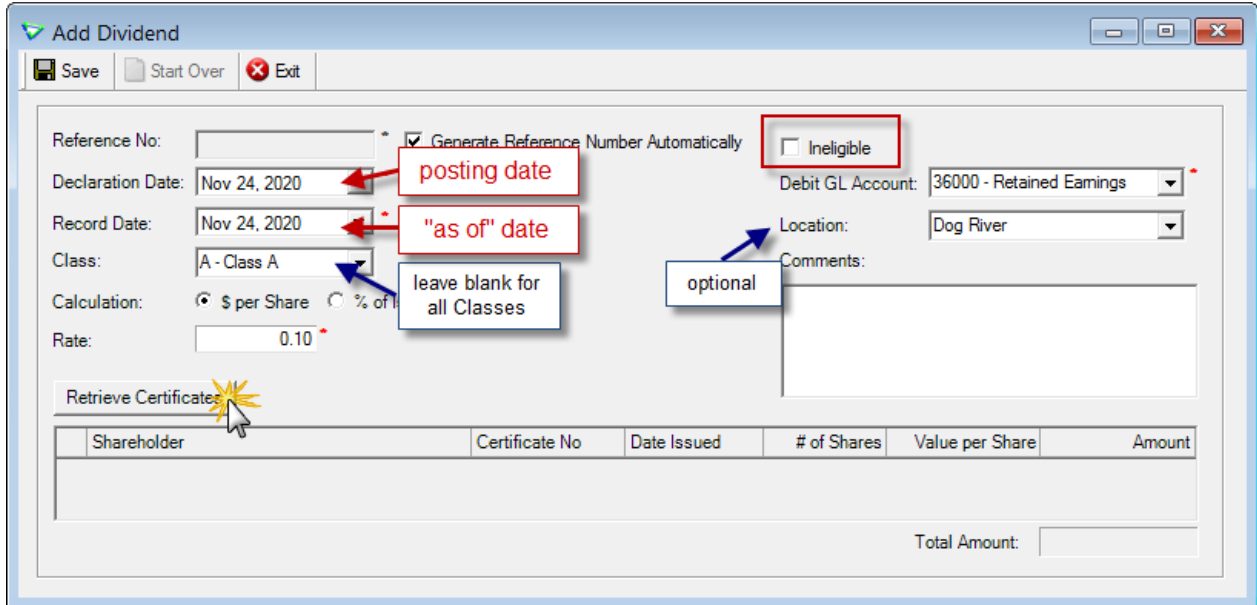 Add Dividend
Save Start Over Exit
Reference No: * Generate Reference Number Automatically Ineligible
Declaration Date: Nov 24, 2020 posting date Debit GL Account: 36000 - Retained Earnings *
Record Date: Nov 24, 2020 * "as of" date Location: Dog River
Class: A - Class A leave blank for optional Comments:
Calculation: $ per Share % of all Classes
Rate: 0.10 *
Retrieve Certificates
Shareholder Certificate No Date Issued # of Shares Value per Share Amount
Total Amount: